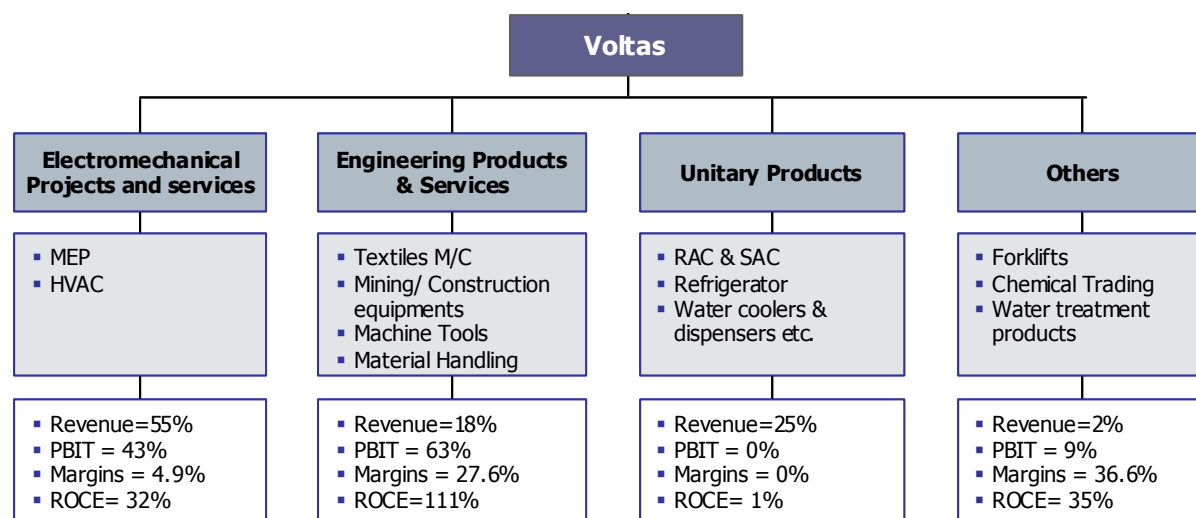 Voltas
Electromechanical
Projects and services
▪ MEP
▪ HVAC
▪ Revenue=55%
▪ PBIT = 43%
▪ Margins = 4.9%
▪ ROCE= 32%
Engineering Products
& Services
▪ Textiles M/C
▪ Mining/ Construction
equipments
▪ Machine Tools
▪ Material Handling
▪ Revenue=18%
▪ PBIT = 63%
▪ Margins = 27.6%
▪ ROCE=111%
Unitary Products
▪ RAC & SAC
▪ Refrigerator
▪ Water coolers &
dispensers etc.
▪ Revenue=25%
▪ PBIT = 0%
▪ Margins = 0%
▪ ROCE = 1%
Others
▪ Forklifts
▪ Chemical Trading
▪ Water treatment
products
▪ Revenue=2%
▪ PBIT = 9%
▪ Margins = 36.6%
▪ ROCE= 35%